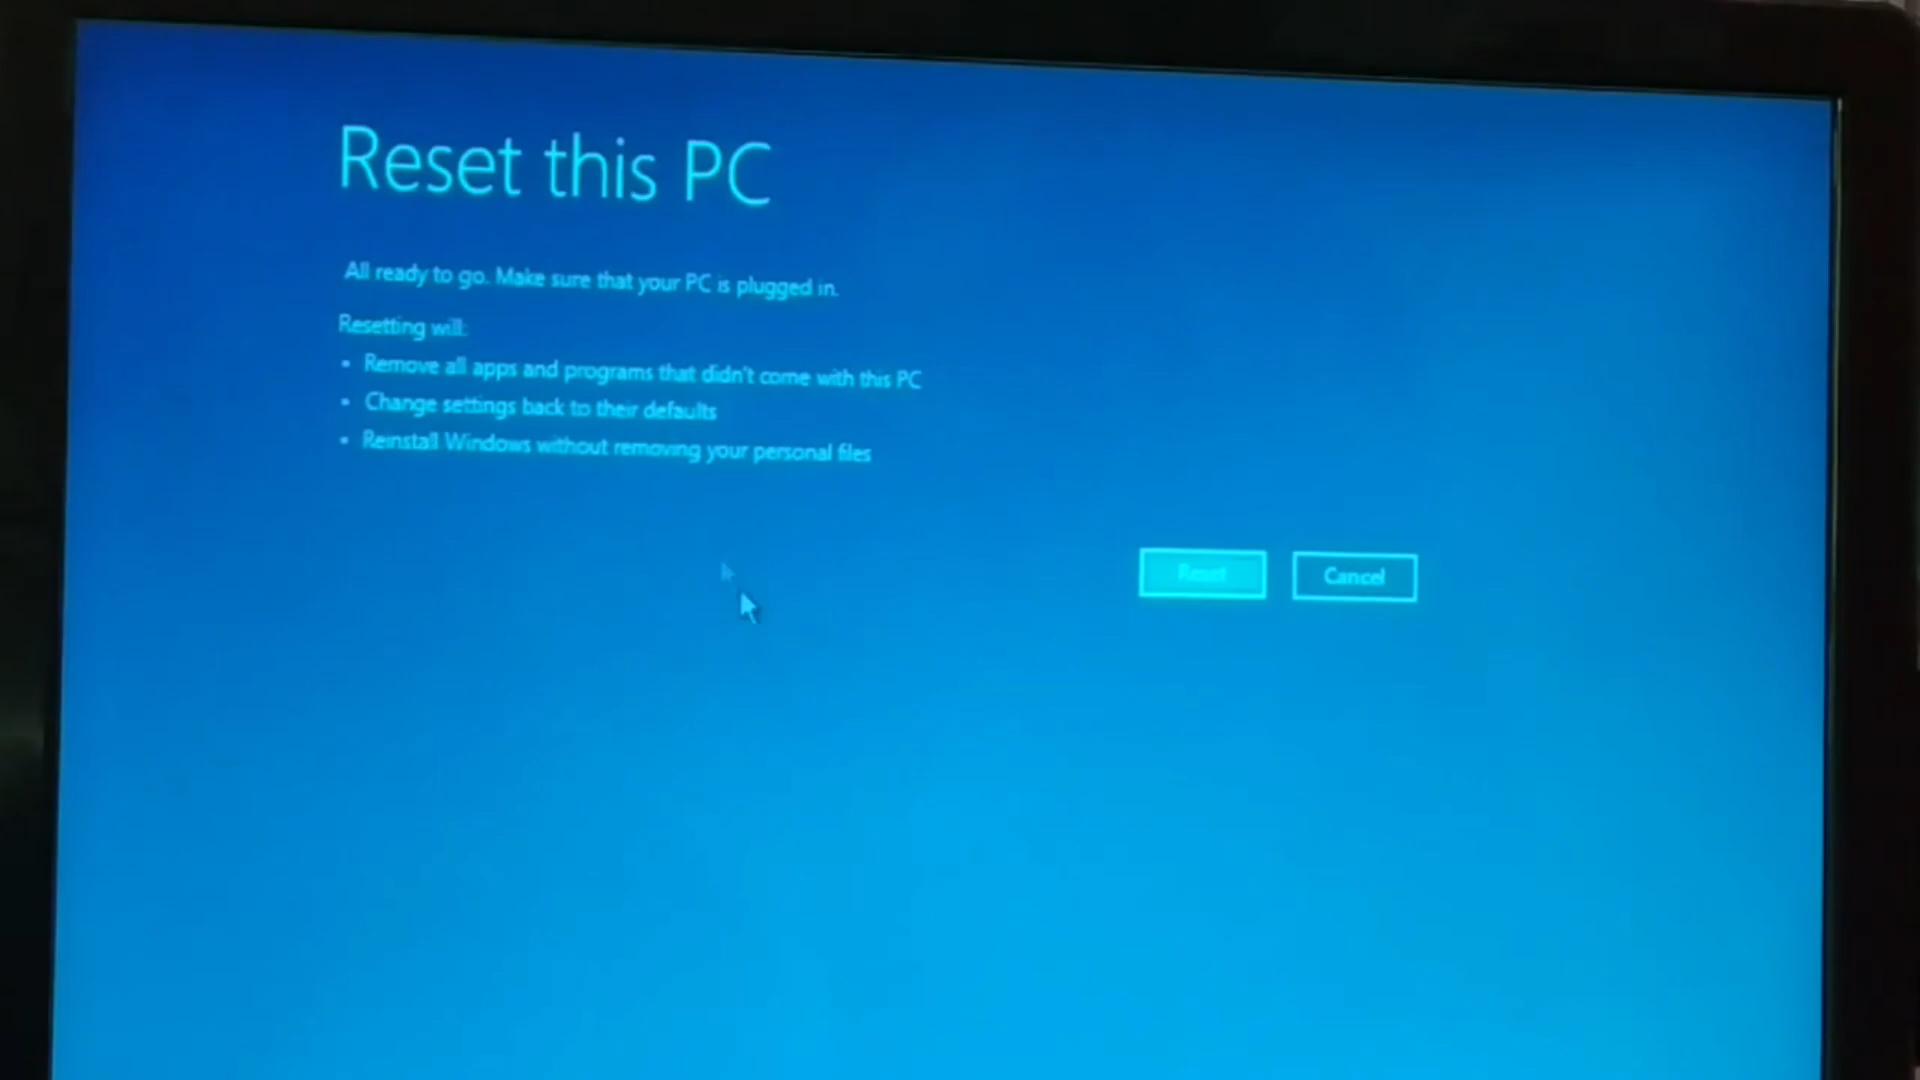 Reset this PC
All ready to go. Make sure that your PC is plugged in.
Resetting will:
• Remove all apps and programs that didn't come with this PC
• Change settings back to their defaults
• Reinstall Windows without removing your personal files
Reset Cancel